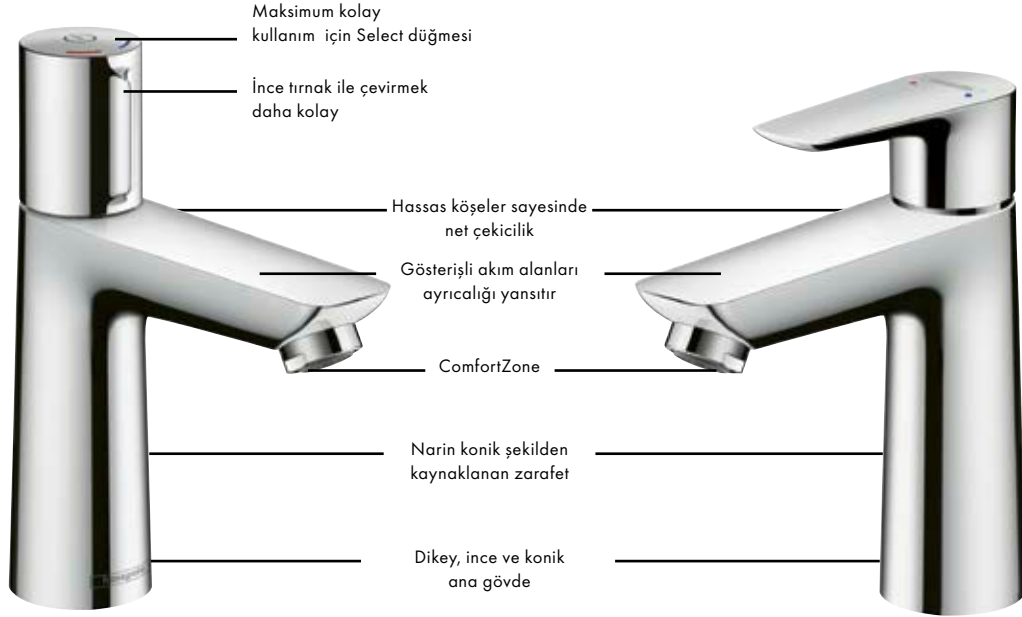 Maksimum kolay
kullanım için Select düğmesi
İnce tırnak ile çevirmek
daha kolay
Hassas köşeler sayesinde
net çekicilik
Gösterişli akım alanları
ayrıcalığı yansıtır
ComfortZone
Narin konik şekilden
kaynaklanan zarafet
Dikey, ince ve konik
ana gövde
hansgrohe